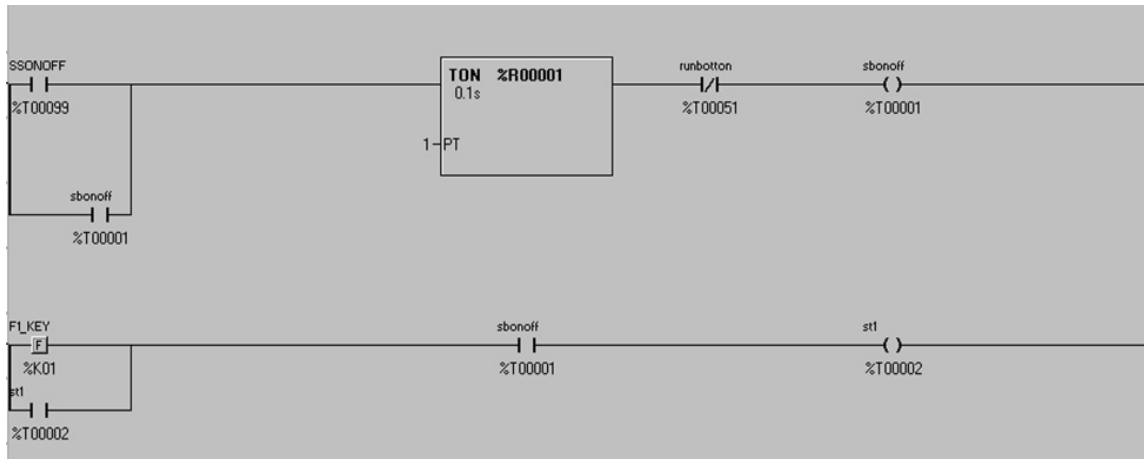 SSONOFF
%T00099
TON %R00001
0.1s
1 PT
runbotton
%T00051
sbonoff
%T00001
sbonoff
%T00001
F1_KEY
F
%K01
sbonoff
%T00001
st1
%T00002
st1
%T00002